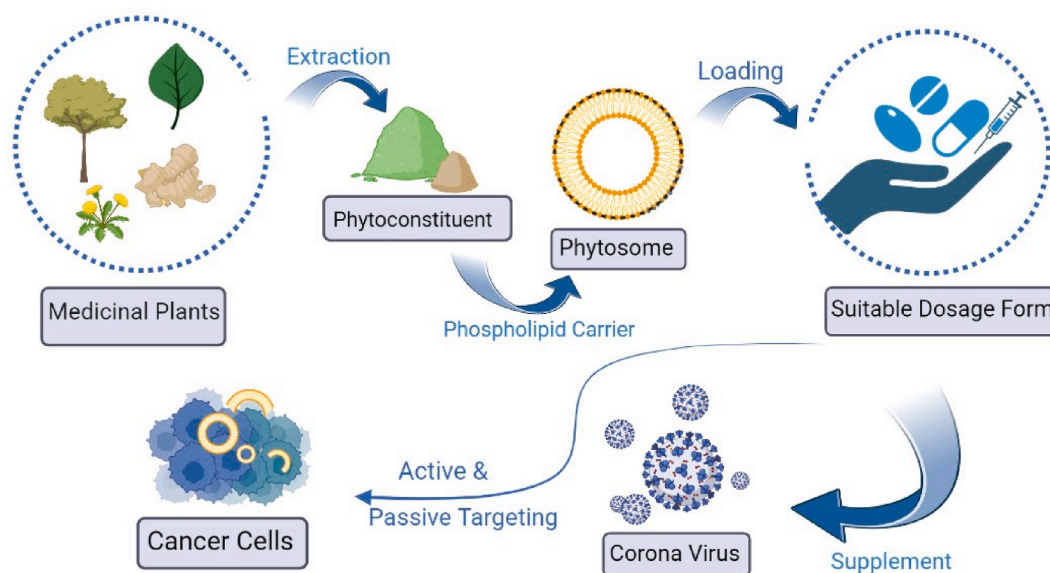 Extraction
Loading
Phytoconstituent
Phytosome
Medicinal Plants
Suitable Dosage Form
Phospholipid Carrier
Active &
Passive Targeting
Cancer Cells
Corona Virus
Supplement